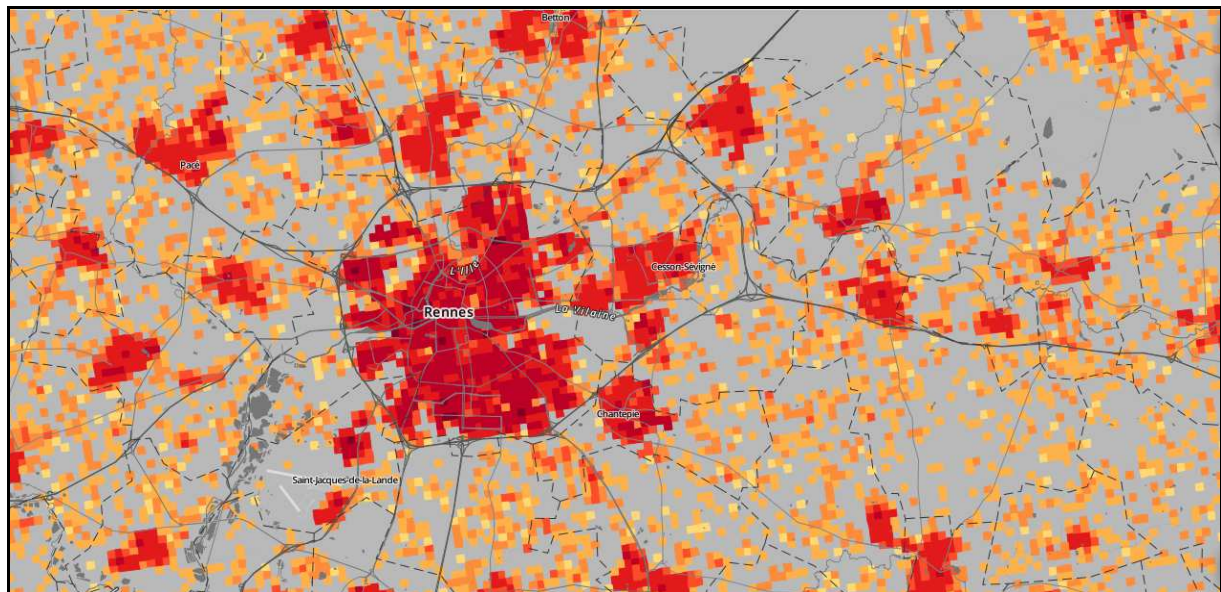 Betton
Pacé
L'Ille
Cesson-Sévigné
Rennes
La Vilaine
Chantepie
Saint-Jacques-de-la-Lande